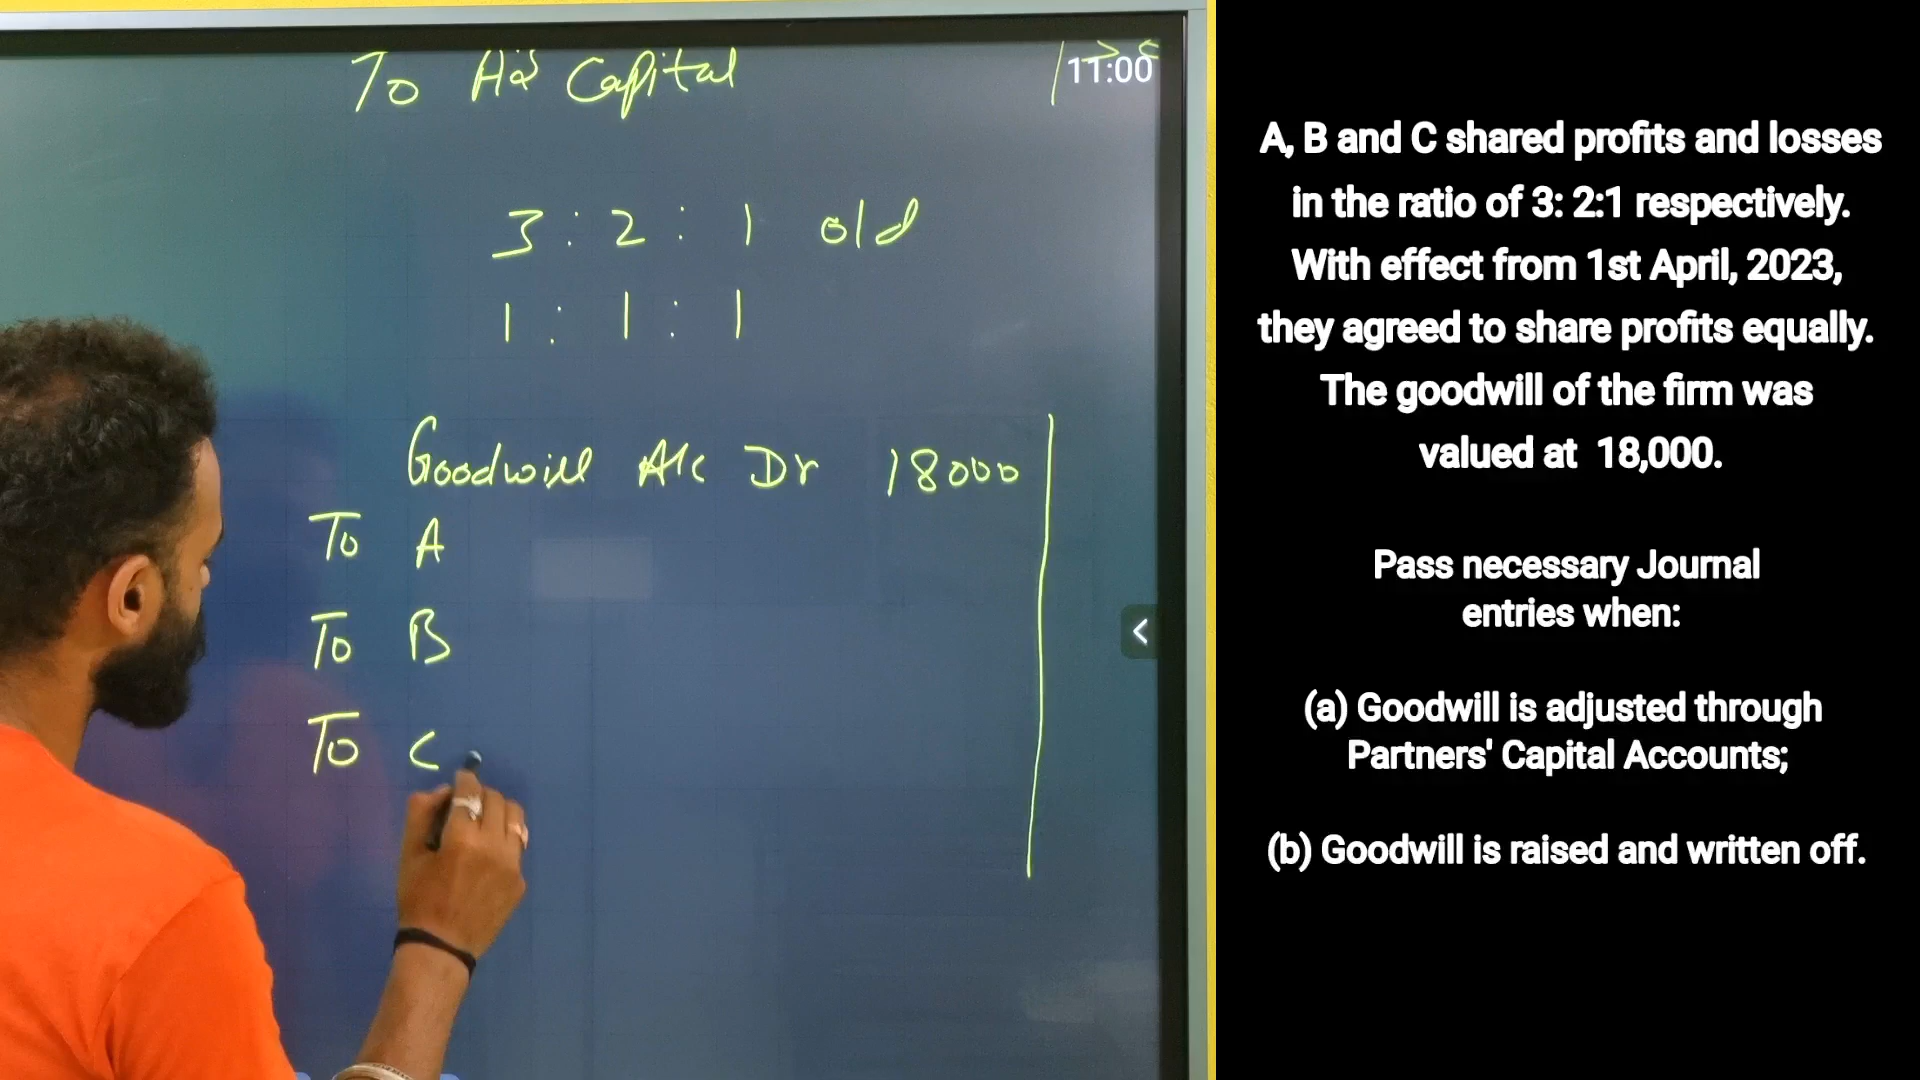 To A's Capital
11:00
3 : 2 : 1 old
1 : 1 : 1
Goodwill A/c Dr 18000
To A
To B
To C
<
A, B and C shared profits and losses
in the ratio of 3: 2:1 respectively.
With effect from 1st April, 2023,
they agreed to share profits equally.
The goodwill of the firm was
valued at 18,000.
Pass necessary Journal
entries when:
(a) Goodwill is adjusted through
Partners' Capital Accounts;
(b) Goodwill is raised and written off.